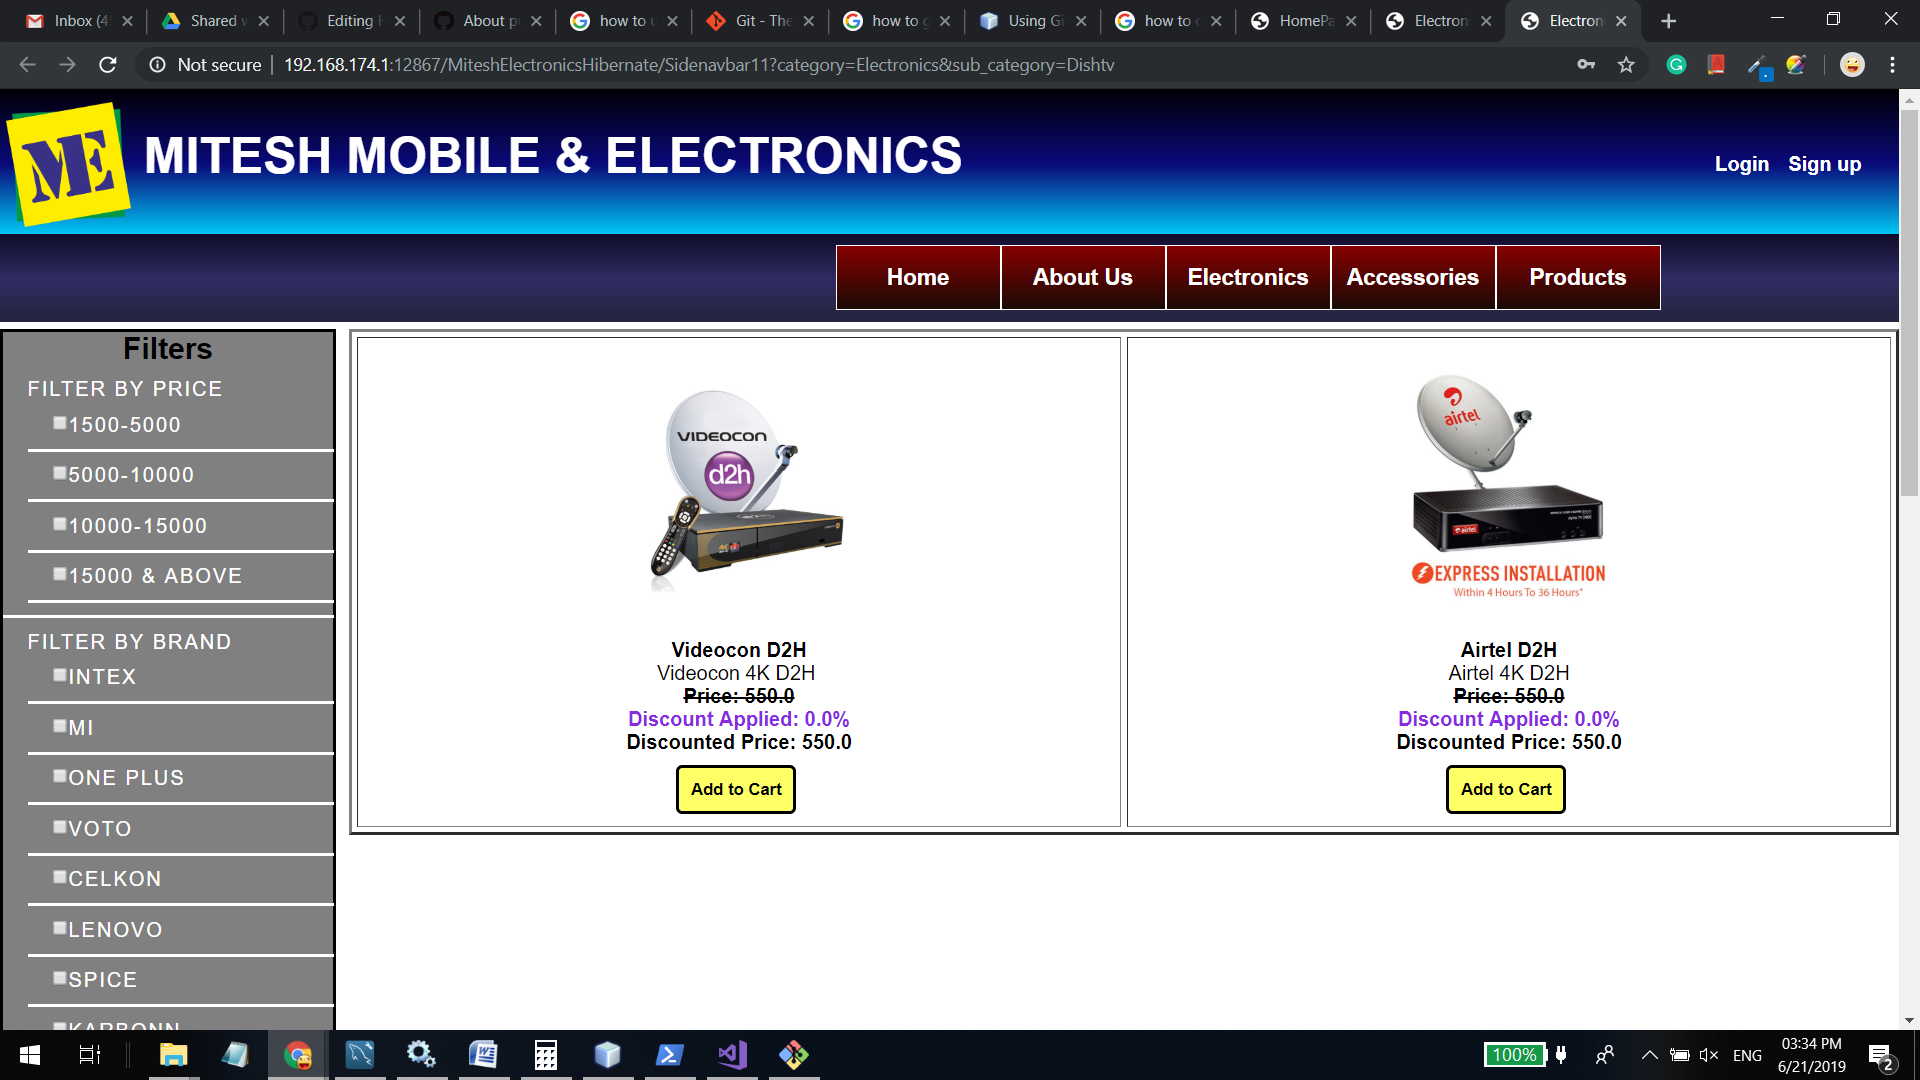 Inbox (4
Shared w
Editing
About p
how to u
Git - The
how to g
Using Gi
how to
HomePa
Electron
Electron
Not secure
192.168.174.1:12867/MiteshElectronicsHibernate/Sidenavbar11?category=Electronics&sub_category=Dishtv
ME
MITESH MOBILE & ELECTRONICS
Login Sign up
Home About Us Electronics Accessories Products
Filters
FILTER BY PRICE
1500-5000
5000-10000
10000-15000
15000 & ABOVE
FILTER BY BRAND
INTEX
MI
ONE PLUS
VOTO
CELKON
LENOVO
SPICE
KARBONN
VIDEOCON
d2h
Videocon D2H
Videocon 4K D2H
Price: 550.0
Discount Applied: 0.0%
Discounted Price: 550.0
Add to Cart
airtel
airtel
EXPRESS INSTALLATION
Within 4 Hours To 36 Hours*
Airtel D2H
Airtel 4K D2H
Price: 550.0
Discount Applied: 0.0%
Discounted Price: 550.0
Add to Cart
100%
ENG
03:34 PM
6/21/2019
2